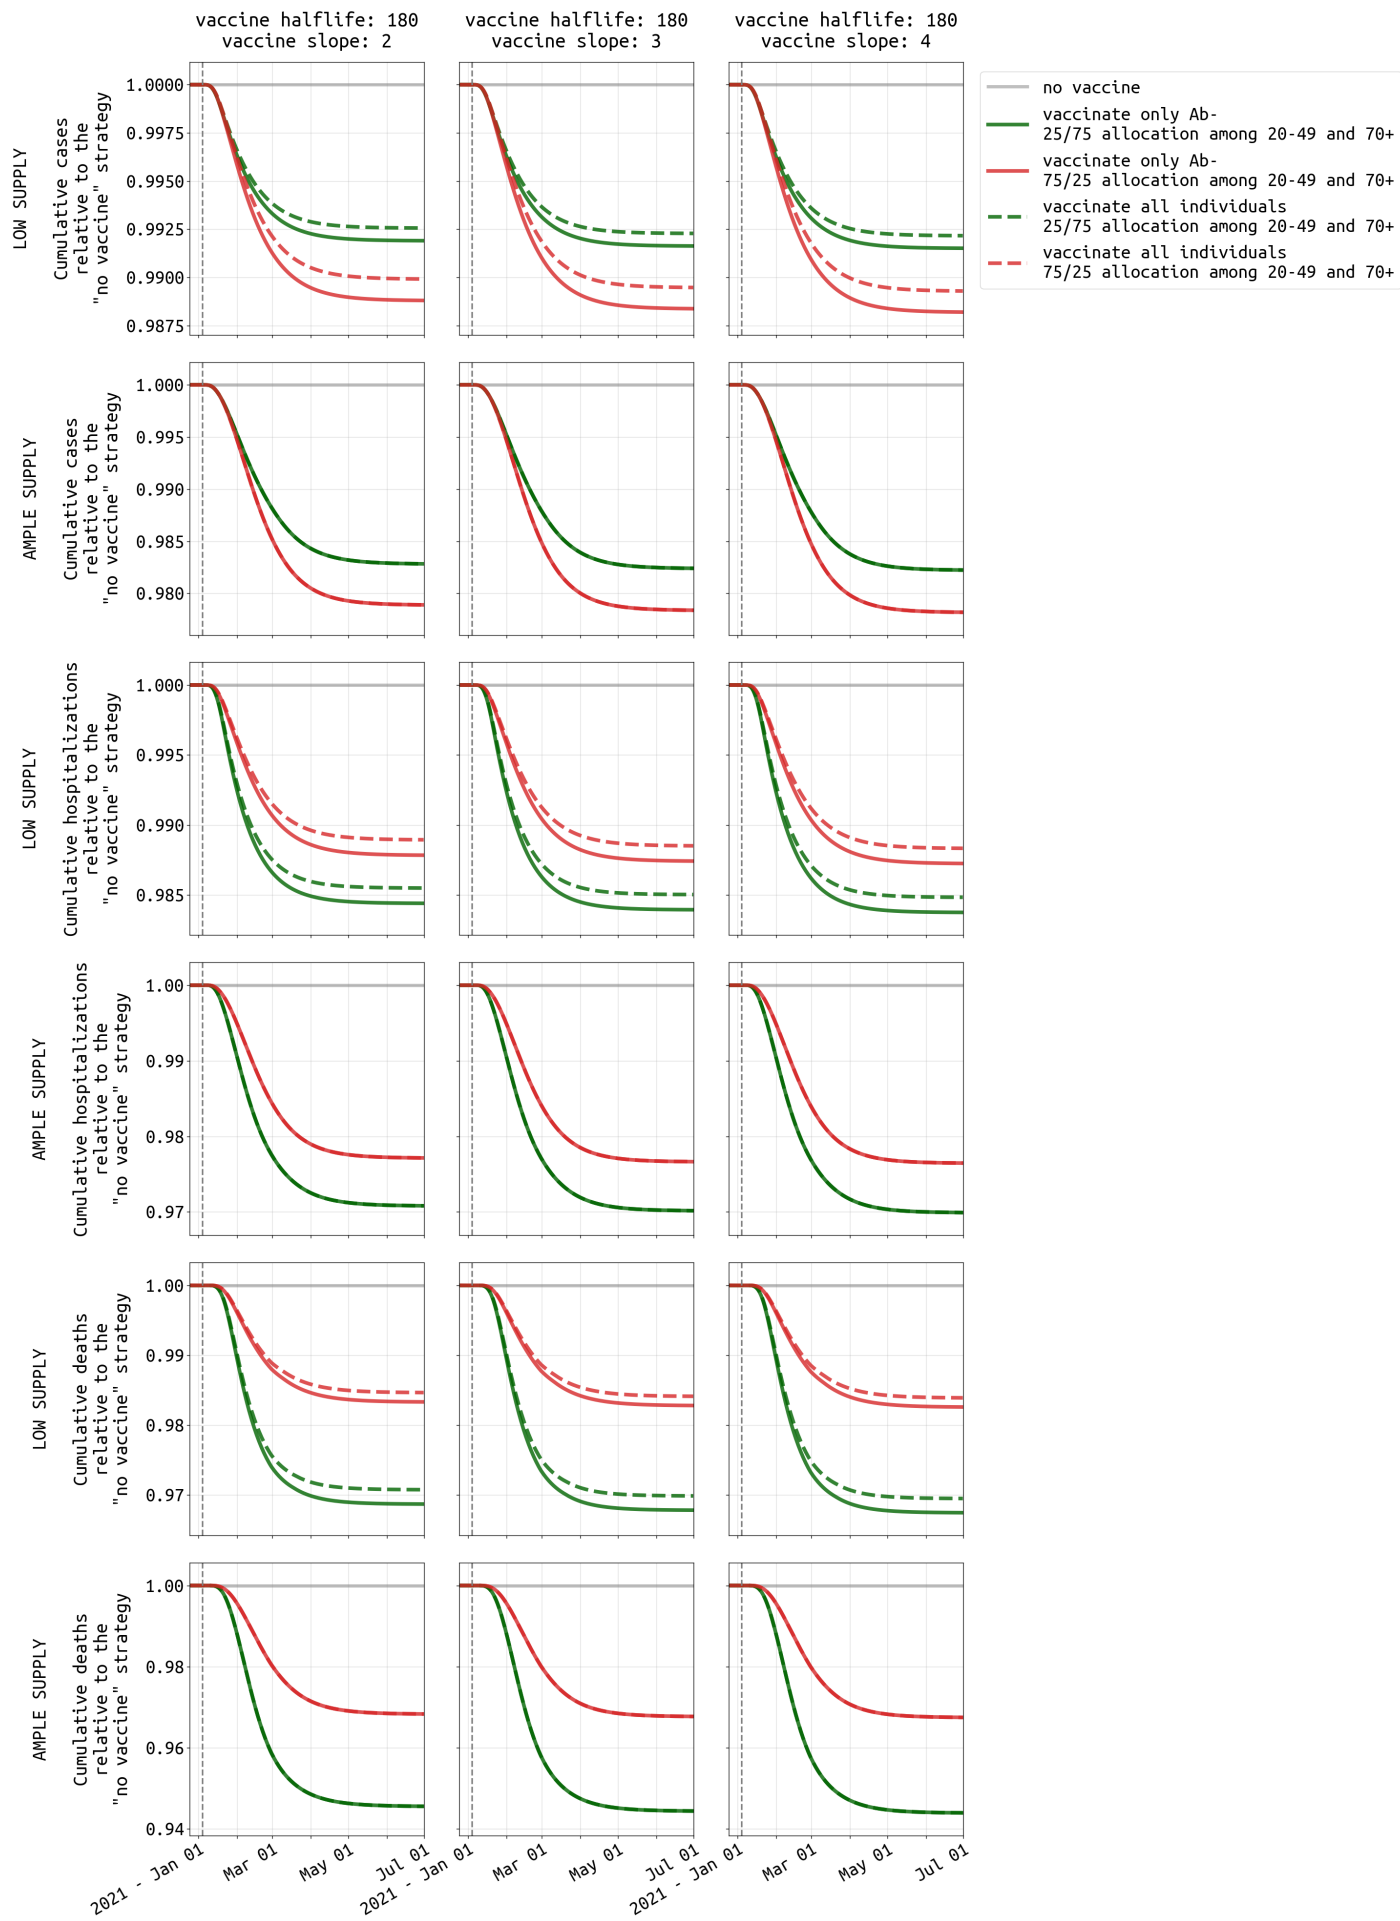 vaccine halflife: 180
vaccine slope: 2
vaccine halflife: 180
vaccine slope: 3
vaccine halflife: 180
vaccine slope: 4
no vaccine
vaccinate only Ab-
25/75 allocation among 20-49 and 70+
vaccinate only Ab-
75/25 allocation among 20-49 and 70+
vaccinate all individuals
25/75 allocation among 20-49 and 70+
vaccinate all individuals
75/25 allocation among 20-49 and 70+
LOW SUPPLY
Cumulative cases
relative to the
"no vaccine" strategy
1.0000
0.9975
0.9950
0.9925
0.9900
0.9875
AMPLE SUPPLY
Cumulative cases
relative to the
"no vaccine" strategy
1.000
0.995
0.990
0.985
0.980
LOW SUPPLY
Cumulative hospitalizations
relative to the
"no vaccine" strategy
1.000
0.995
0.990
0.985
AMPLE SUPPLY
Cumulative hospitalizations
relative to the
"no vaccine" strategy
1.00
0.99
0.98
0.97
LOW SUPPLY
Cumulative deaths
relative to the
"no vaccine" strategy
1.00
0.99
0.98
0.97
AMPLE SUPPLY
Cumulative deaths
relative to the
"no vaccine" strategy
1.00
0.98
0.96
0.94
2021 - Jan 01
Mar 01
May 01
Jul 01
2021 - Jan 01
Mar 01
May 01
Jul 01
2021 - Jan 01
Mar 01
May 01
Jul 01